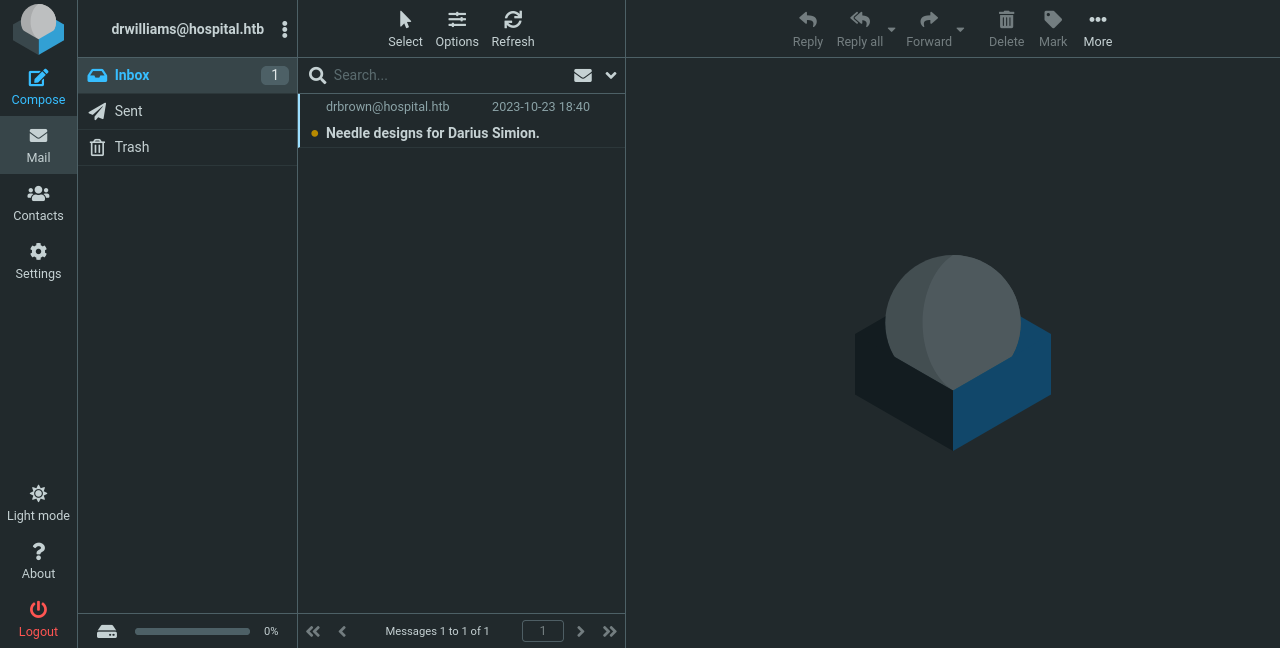 drwilliams@hospital.htb
Select
Options
Refresh
Reply
Reply all
Forward
Delete
Mark
More
Compose
Mail
Contacts
Settings
Light mode
About
Logout
Inbox 1
Sent
Trash
0%
Search...
drbrown@hospital.htb 2023-10-23 18:40
Needle designs for Darius Simion.
Messages 1 to 1 of 1
1